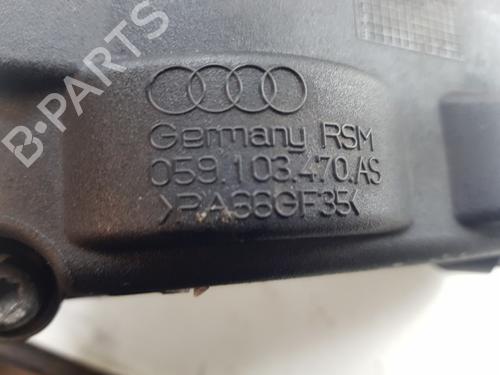 Germany RSM
059.103.470.AS
>PA66GF35<
B-PARTS